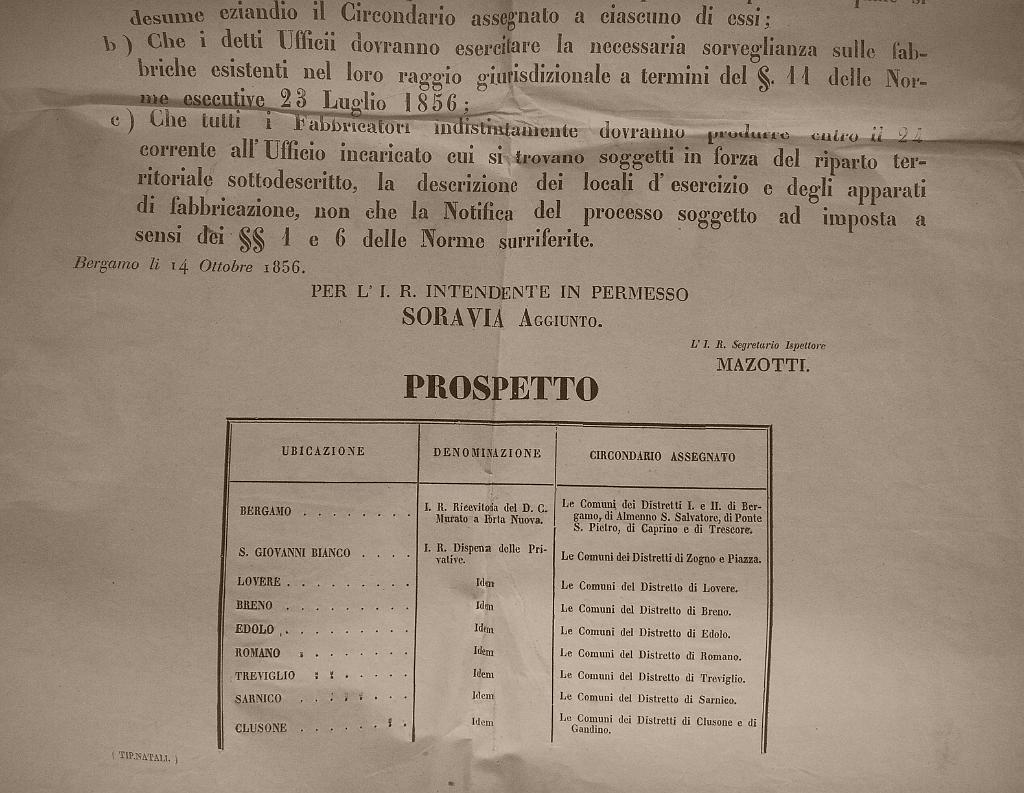 desume eziandio il Circondario assegnato a ciascuno di essi;
b) Che i detti Ufficii dovranno esercitare la necessaria sorveglianza sulle fab-
briche esistenti nel loro raggio giurisdizionale a termini del §. 11 delle Nor-
me esecutive 23 Luglio 1856;
c) Che tutti i Fabbricatori indistintamente dovranno produrre entro il 24
corrente all'Ufficio incaricato cui si trovano soggetti in forza del riparto ter-
ritoriale sottodescritto, la descrizione dei locali d'esercizio e degli apparati
di fabbricazione, non che la Notifica del processo soggetto ad imposta a
sensi dei §§ 1 e 6 delle Norme surriferite.
Bergamo li 14 Ottobre 1856.
PER L' I. R. INTENDENTE IN PERMESSO
SORAVIA AGGIUNTO.
L' I. R. Segretario Ispettore
MAZOTTI.
PROSPETTO
UBICAZIONE DENOMINAZIONE CIRCONDARIO ASSEGNATO
BERGAMO . . . . . . . . I. R. Ricevitoria del D. C. Murato a Porta Nuova. Le Comuni dei Distretti I. e II. di Ber-
gamo, di Almenno S. Salvatore, di Ponte
S. Pietro, di Caprino e di Trescore.
S. GIOVANNI BIANCO . . . . I. R. Dispensa delle Pri-
vative. Le Comuni dei Distretti di Zogno e Piazza.
LOVERE . . . . . . . . . Idem Le Comuni del Distretto di Lovere.
BRENO . . . . . . . . . Idem Le Comuni del Distretto di Breno.
EDOLO . . . . . . . . . Idem Le Comuni del Distretto di Edolo.
ROMANO . . . . . . . . Idem Le Comuni del Distretto di Romano.
TREVIGLIO . . . . . . . Idem Le Comuni del Distretto di Treviglio.
SARNICO . . . . . . . . Idem Le Comuni del Distretto di Sarnico.
CLUSONE . . . . . . . . Idem Le Comuni dei Distretti di Clusone e di
Gandino.
( TIP. NATALI. )